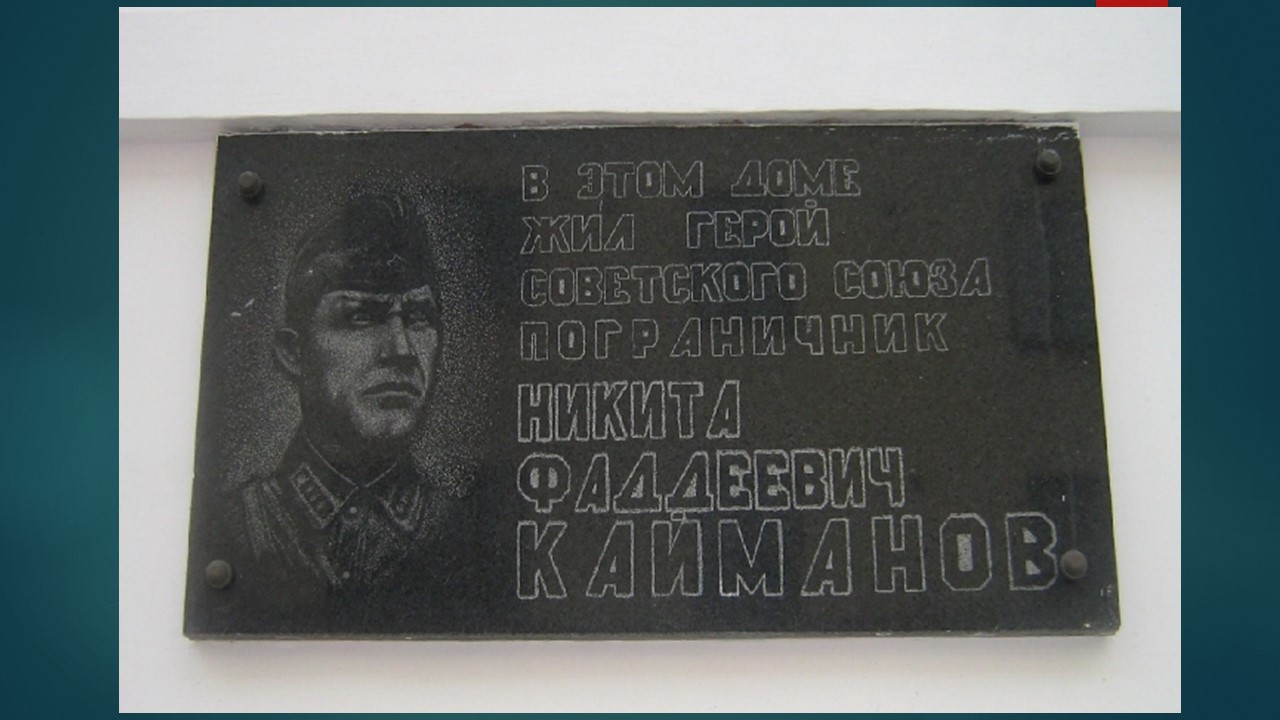 В ЭТОМ ДОМЕ
ЖИЛ ГЕРОЙ
СОВЕТСКОГО СОЮЗА
ПОГРАНИЧНИК
НИКИТА
ФАДДЕЕВИЧ
КАЙМАНОВ